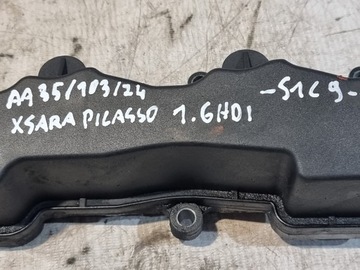 AA35/103/24 -S1C9-
XSARA PICASSO 1.6HDI